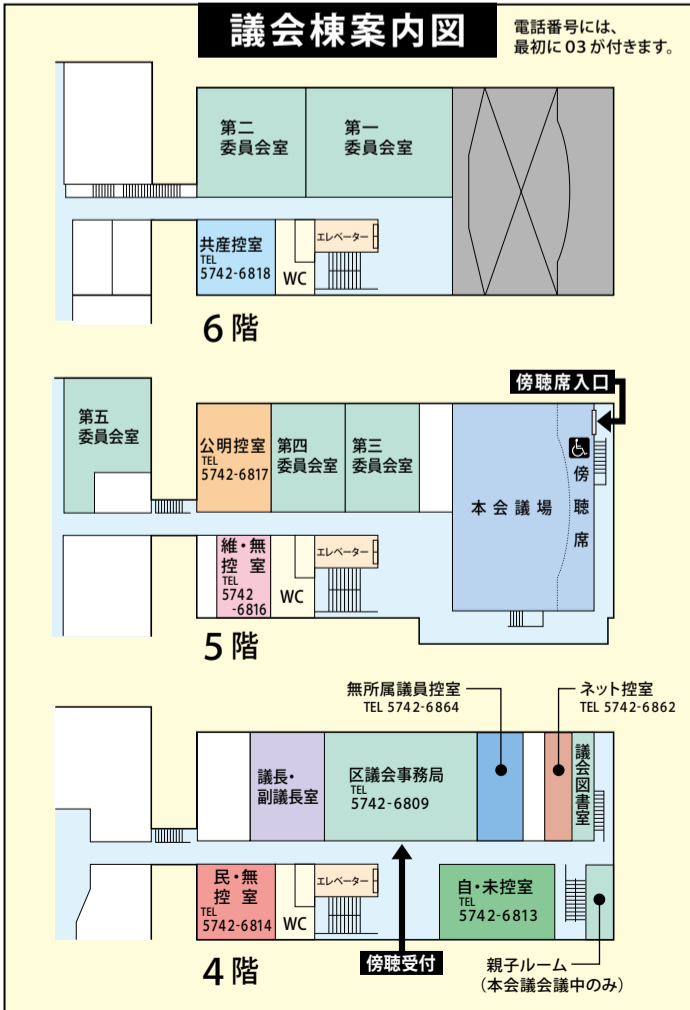 議会棟案内図
電話番号には、
最初に03が付きます。
第二
委員会室
第一
委員会室
共産控室
TEL
5742-6818
WC
エレベーター
6階
傍聴席入口
第五
委員会室
公明控室
TEL
5742-6817
第四
委員会室
第三
委員会室
本会議場
傍聴席
維・無
控室
TEL
5742
-6816
WC
エレベーター
5階
無所属議員控室
TEL 5742-6864
ネット控室
TEL 5742-6862
議長・
副議長室
区議会事務局
TEL
5742-6809
議会図書室
民・無
控室
TEL
5742-6814
WC
エレベーター
自・未控室
TEL
5742-6813
傍聴受付
4階
親子ルーム
(本会議会議中のみ)